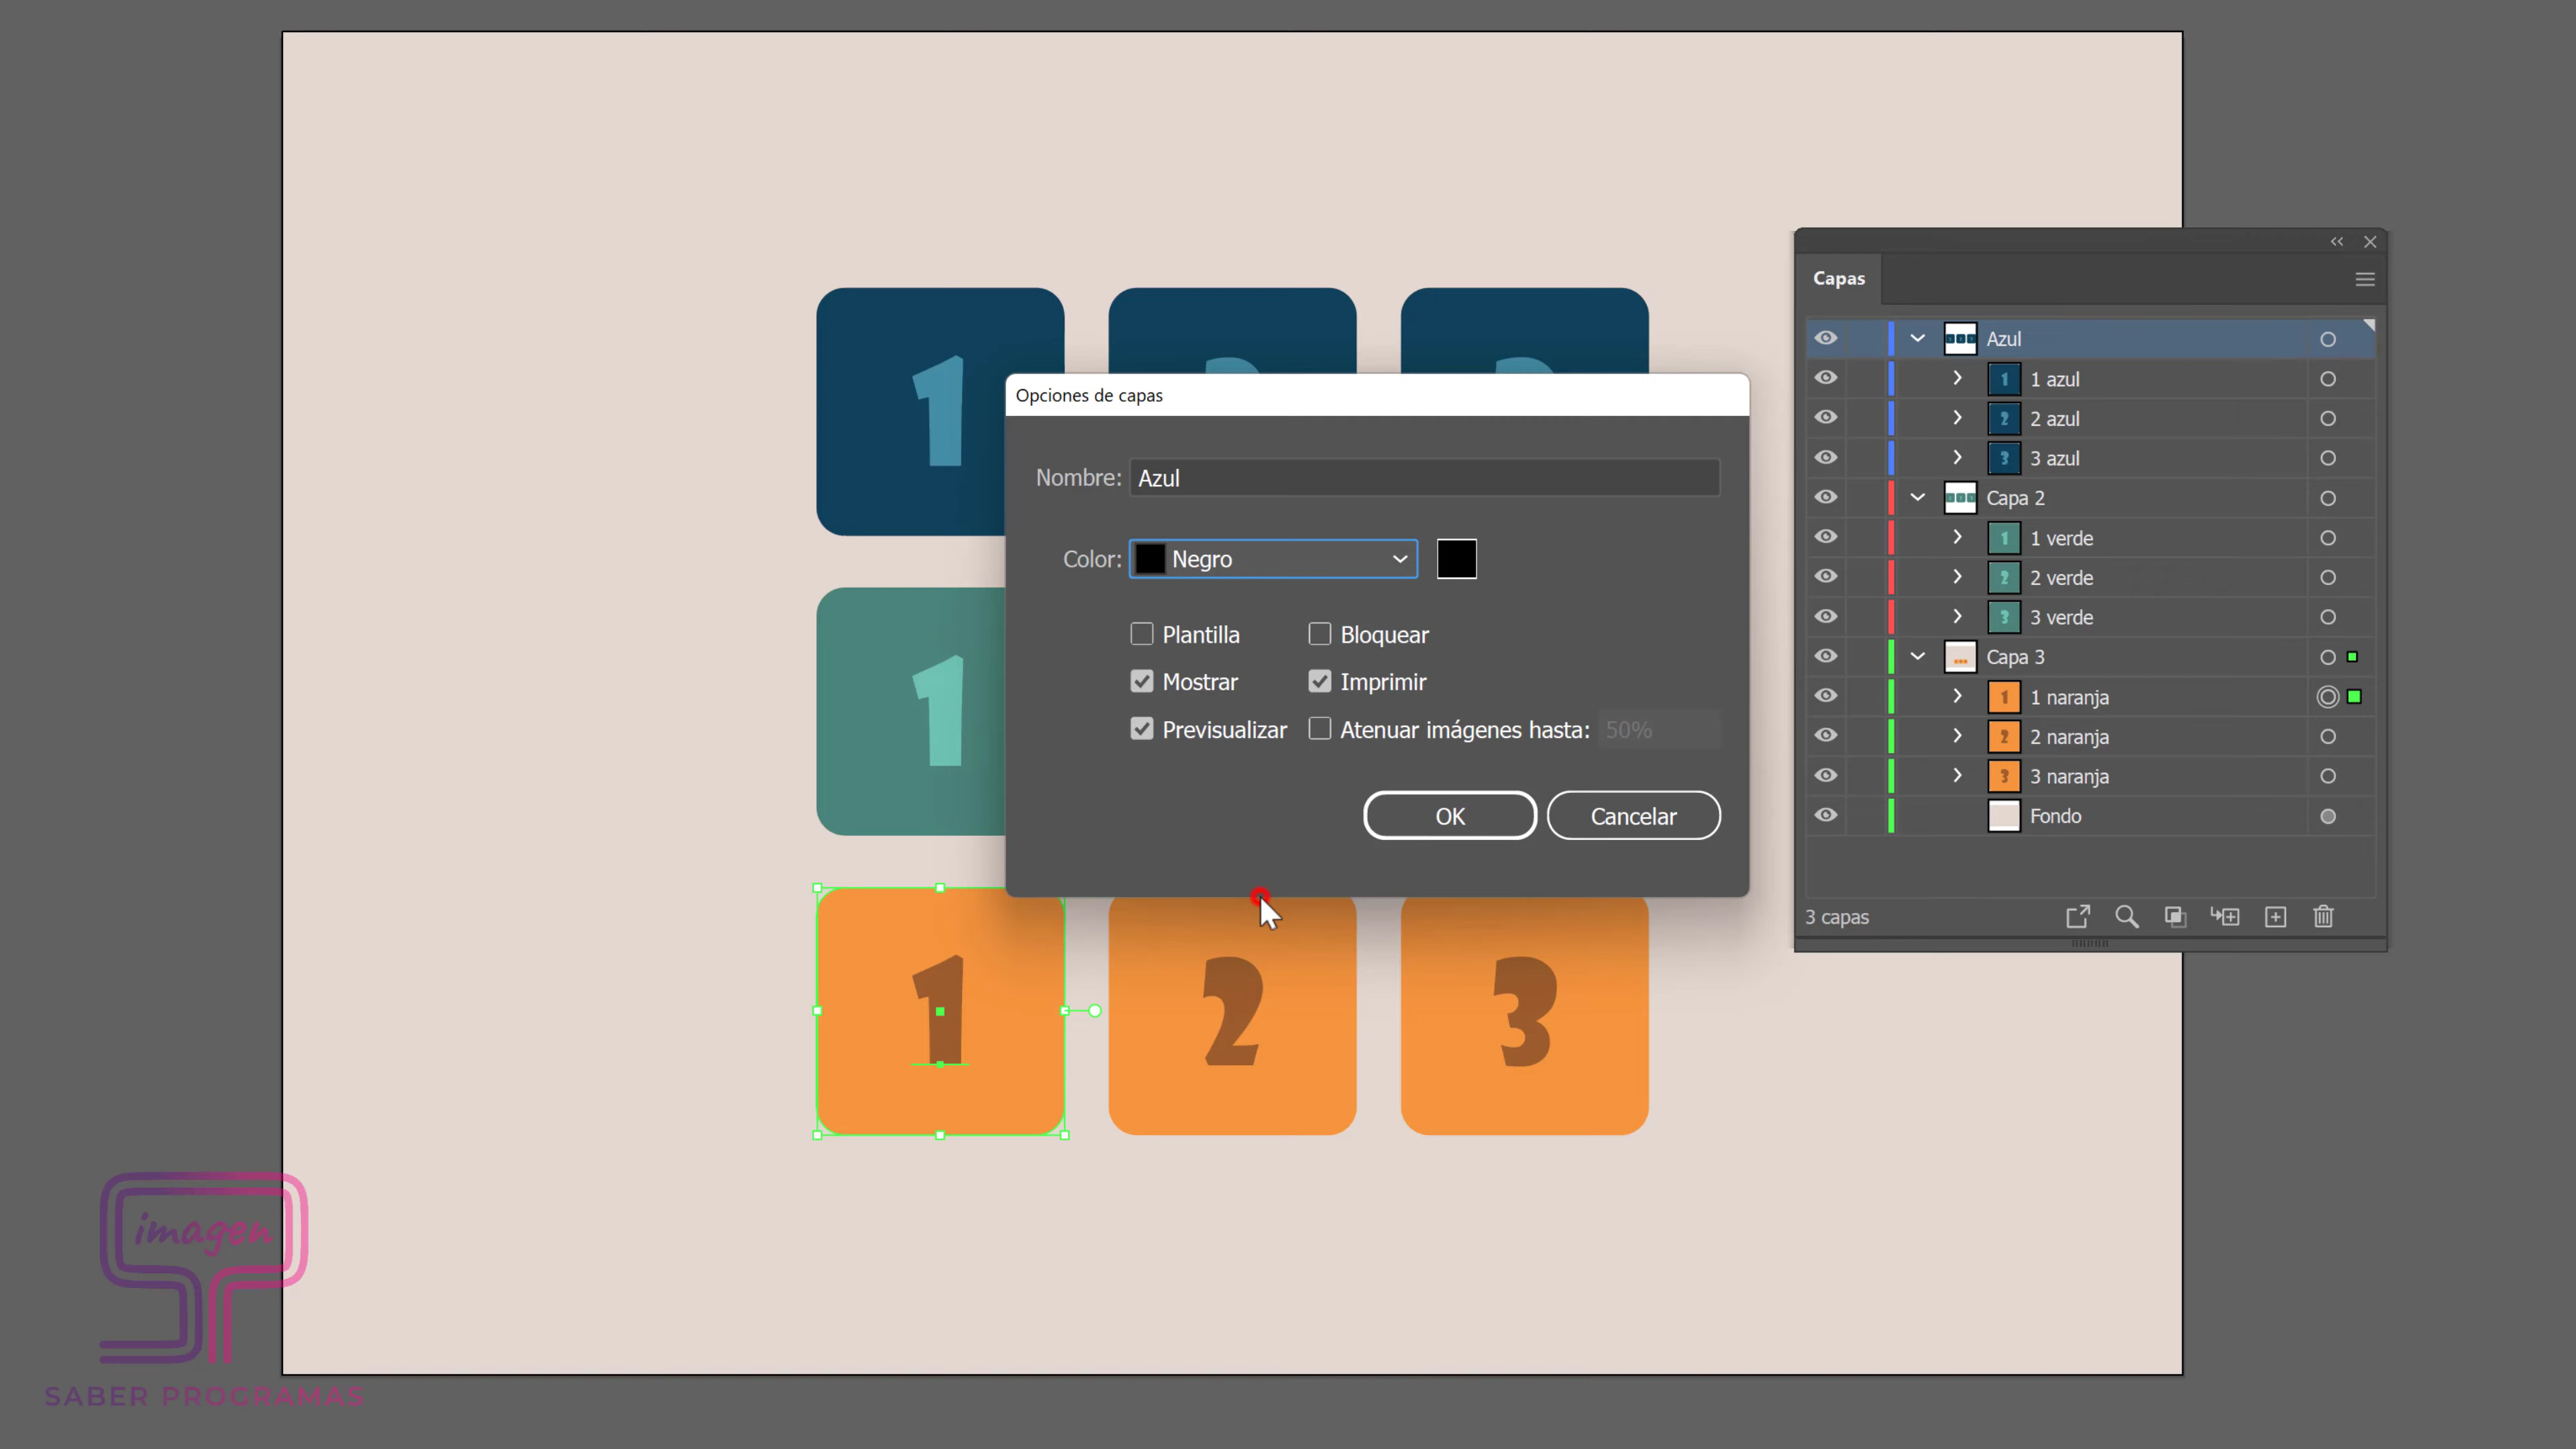 Opciones de capas
Nombre: Azul
Color: Negro
Plantilla Bloquear
Mostrar Imprimir
Previsualizar Atenuar imágenes hasta: 50%
OK Cancelar
1
1
1 2 3
Capas
Azul
1 azul
2 azul
3 azul
Capa 2
1 verde
2 verde
3 verde
Capa 3
1 naranja
2 naranja
3 naranja
Fondo
3 capas
imagen
SP
SABER PROGRAMAS